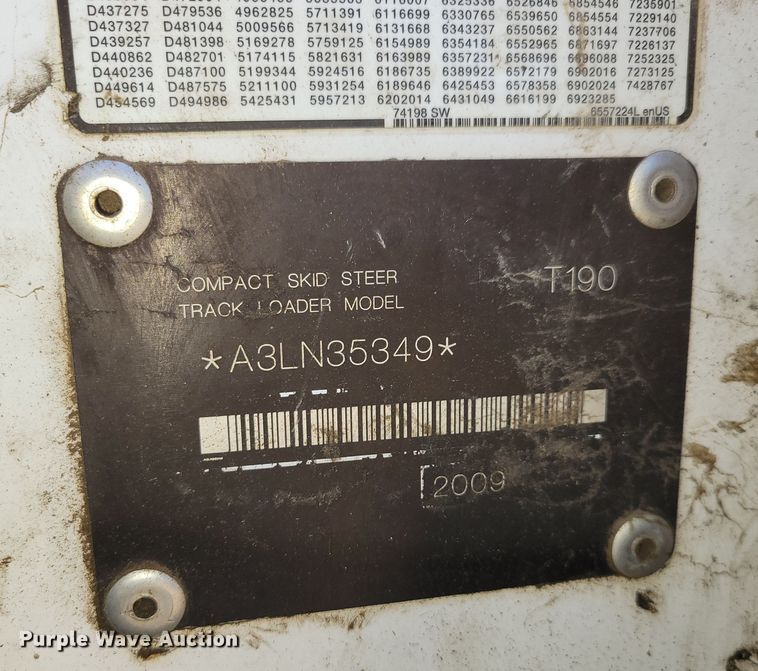 D437275 D479536 4962825 5711391 6116699 6330765 6539650 6854554 7229140
D437327 D481044 5009566 5713419 6131668 6343237 6550562 6863144 7237706
D439257 D481398 5169278 5759125 6154989 6354184 6552965 6871697 7226137
D440862 D482701 5174115 5821631 6163989 6357231 6568696 6896088 7252325
D440236 D487100 5199344 5924516 6186735 6389922 6572179 6902016 7273125
D449614 D487575 5211100 5931254 6189646 6425453 6578358 6902024 7428767
D454569 D494986 5425431 5957213 6202014 6431049 6616199 6923285
74198 SW 6557224L enUS
COMPACT SKID STEER
TRACK LOADER MODEL T190
*A3LN35349*
2009
Purple Wave Auction